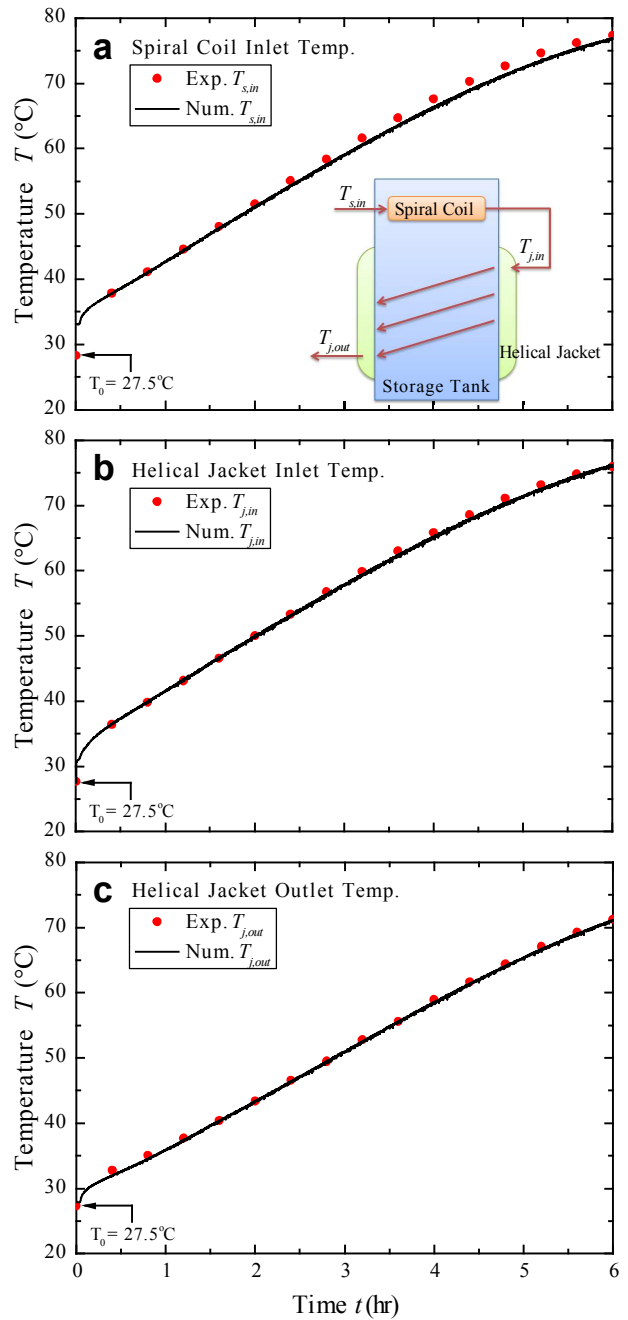 80
a Spiral Coil Inlet Temp.
Exp. Ts,in
Num. Ts,in
70
60
50
40
30
20
Temperature T (°C)
T0 = 27.5°C
Ts,in
Spiral Coil
Tj,in
Tj,out
Helical Jacket
Storage Tank
80
b Helical Jacket Inlet Temp.
Exp. Tj,in
Num. Tj,in
70
60
50
40
30
20
Temperature T (°C)
T0 = 27.5°C
80
c Helical Jacket Outlet Temp.
Exp. Tj,out
Num. Tj,out
70
60
50
40
30
20
Temperature T (°C)
T0 = 27.5°C
0 1 2 3 4 5 6
Time t (hr)